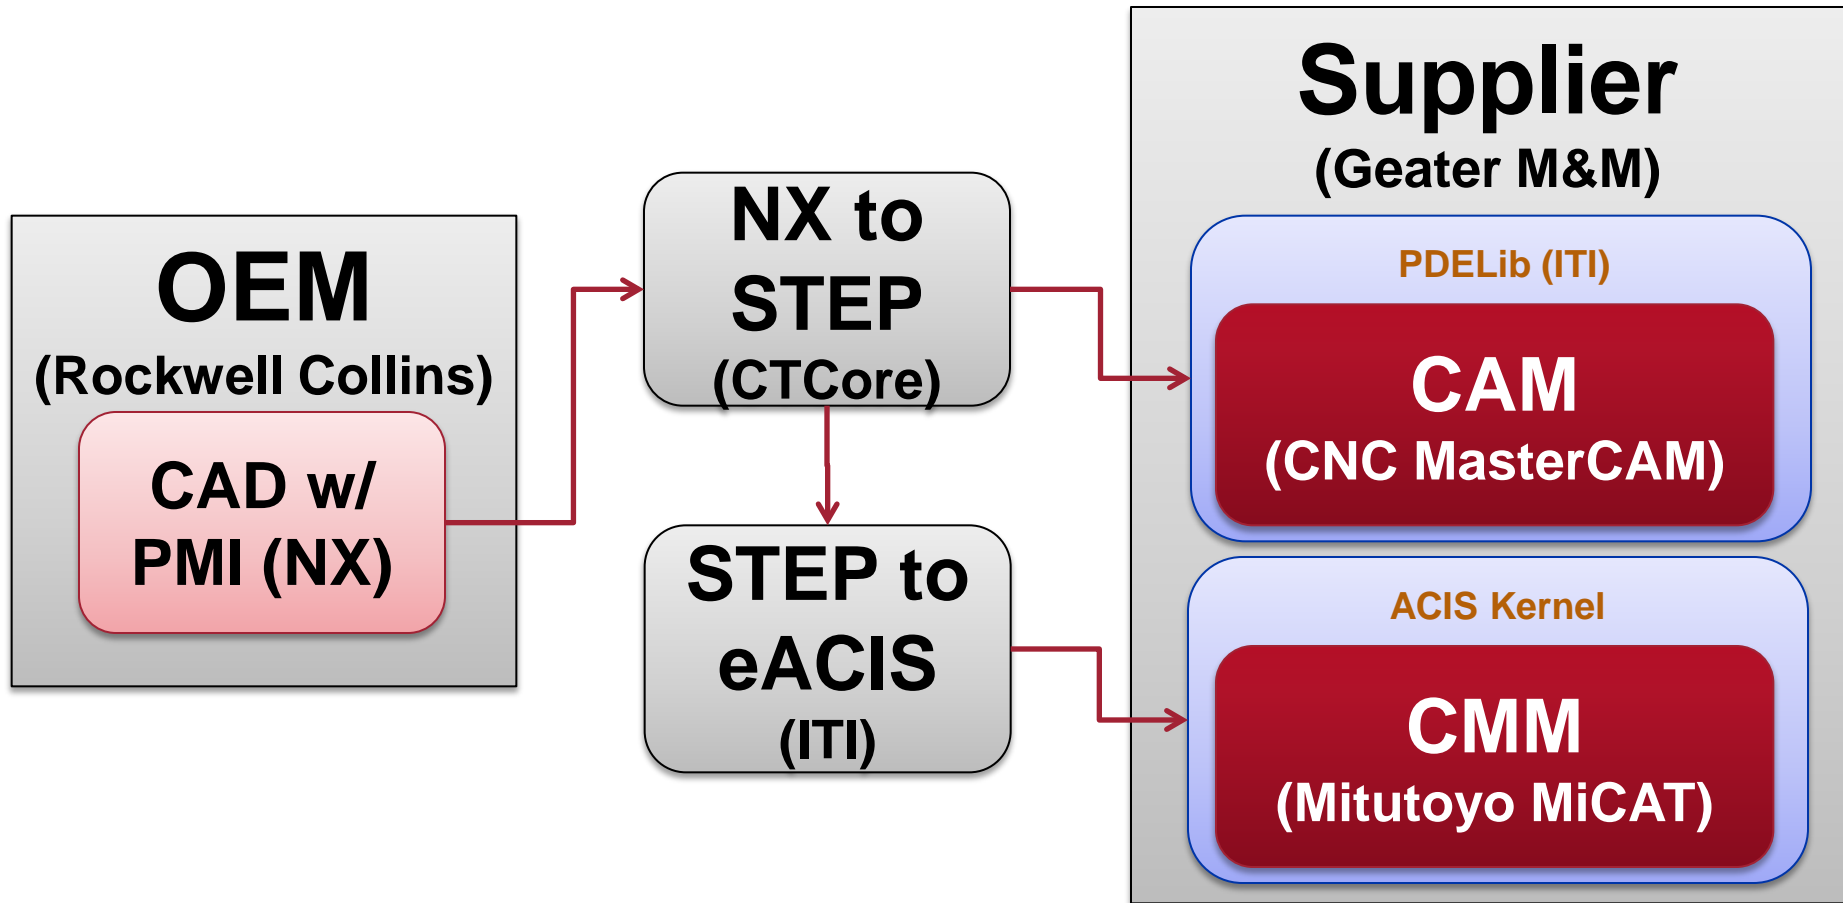 OEM
(Rockwell Collins)
CAD w/
PMI (NX)
NX to
STEP
(CTCore)
STEP to
eACIS
(ITI)
Supplier
(Geater M&M)
PDELib (ITI)
CAM
(CNC MasterCAM)
ACIS Kernel
CMM
(Mitutoyo MiCAT)